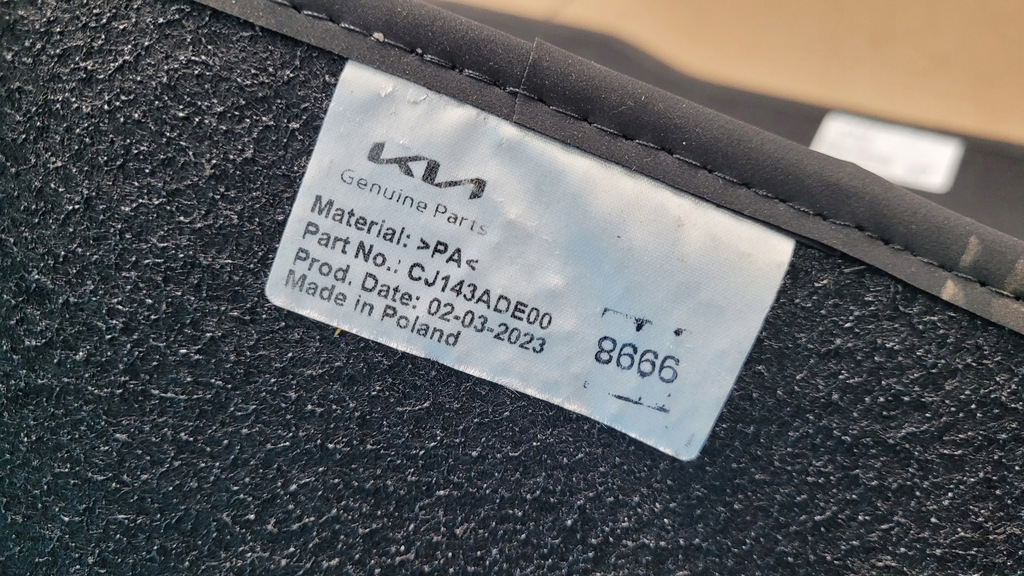 KIA
Genuine Parts
Material: >PA<
Part No.: CJ143ADE00
Prod. Date: 02-03-2023
Made in Poland
8666